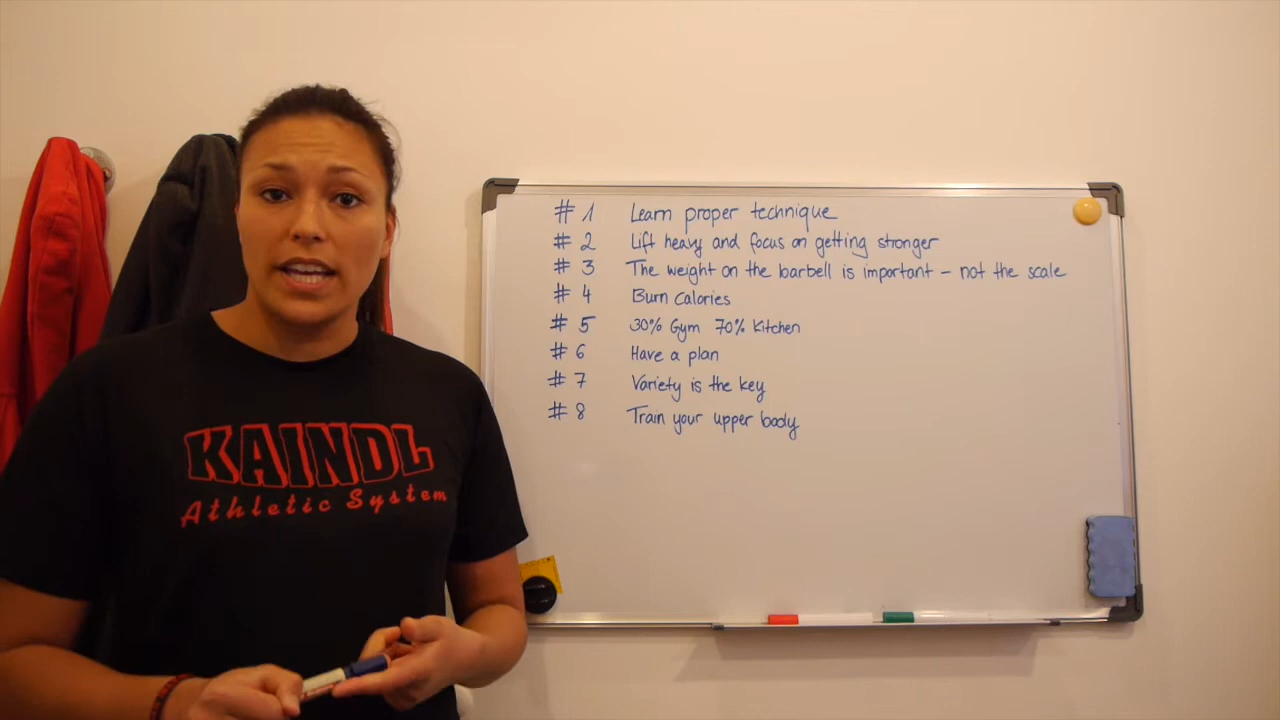 # 1 Learn proper technique
# 2 Lift heavy and focus on getting stronger
# 3 The weight on the barbell is important - not the scale
# 4 Burn Calories
# 5 30% Gym 70% Kitchen
# 6 Have a plan
# 7 Variety is the key
# 8 Train your upper body
KAINDL
Athletic System